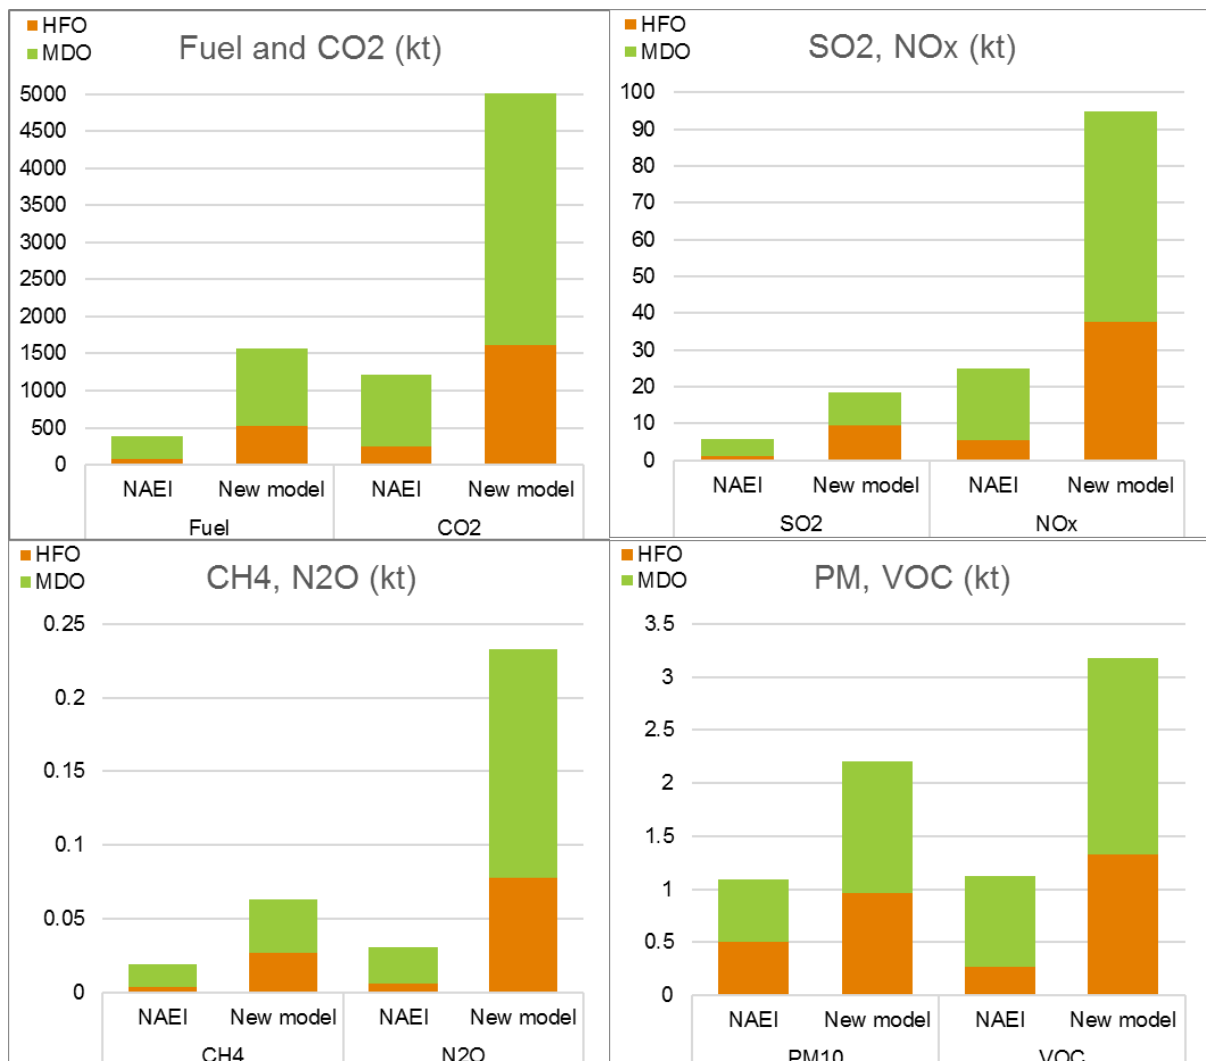 HFO
MDO
Fuel and CO2 (kt)
5000
4500
4000
3500
3000
2500
2000
1500
1000
500
0
NAEI New model NAEI New model
Fuel CO2
HFO
MDO
SO2, NOx (kt)
100
90
80
70
60
50
40
30
20
10
0
NAEI New model NAEI New model
SO2 NOx
HFO
MDO
CH4, N2O (kt)
0.25
0.2
0.15
0.1
0.05
0
NAEI New model NAEI New model
CH4 N2O
HFO
MDO
PM, VOC (kt)
3.5
3
2.5
2
1.5
1
0.5
0
NAEI New model NAEI New model
PM10 VOC